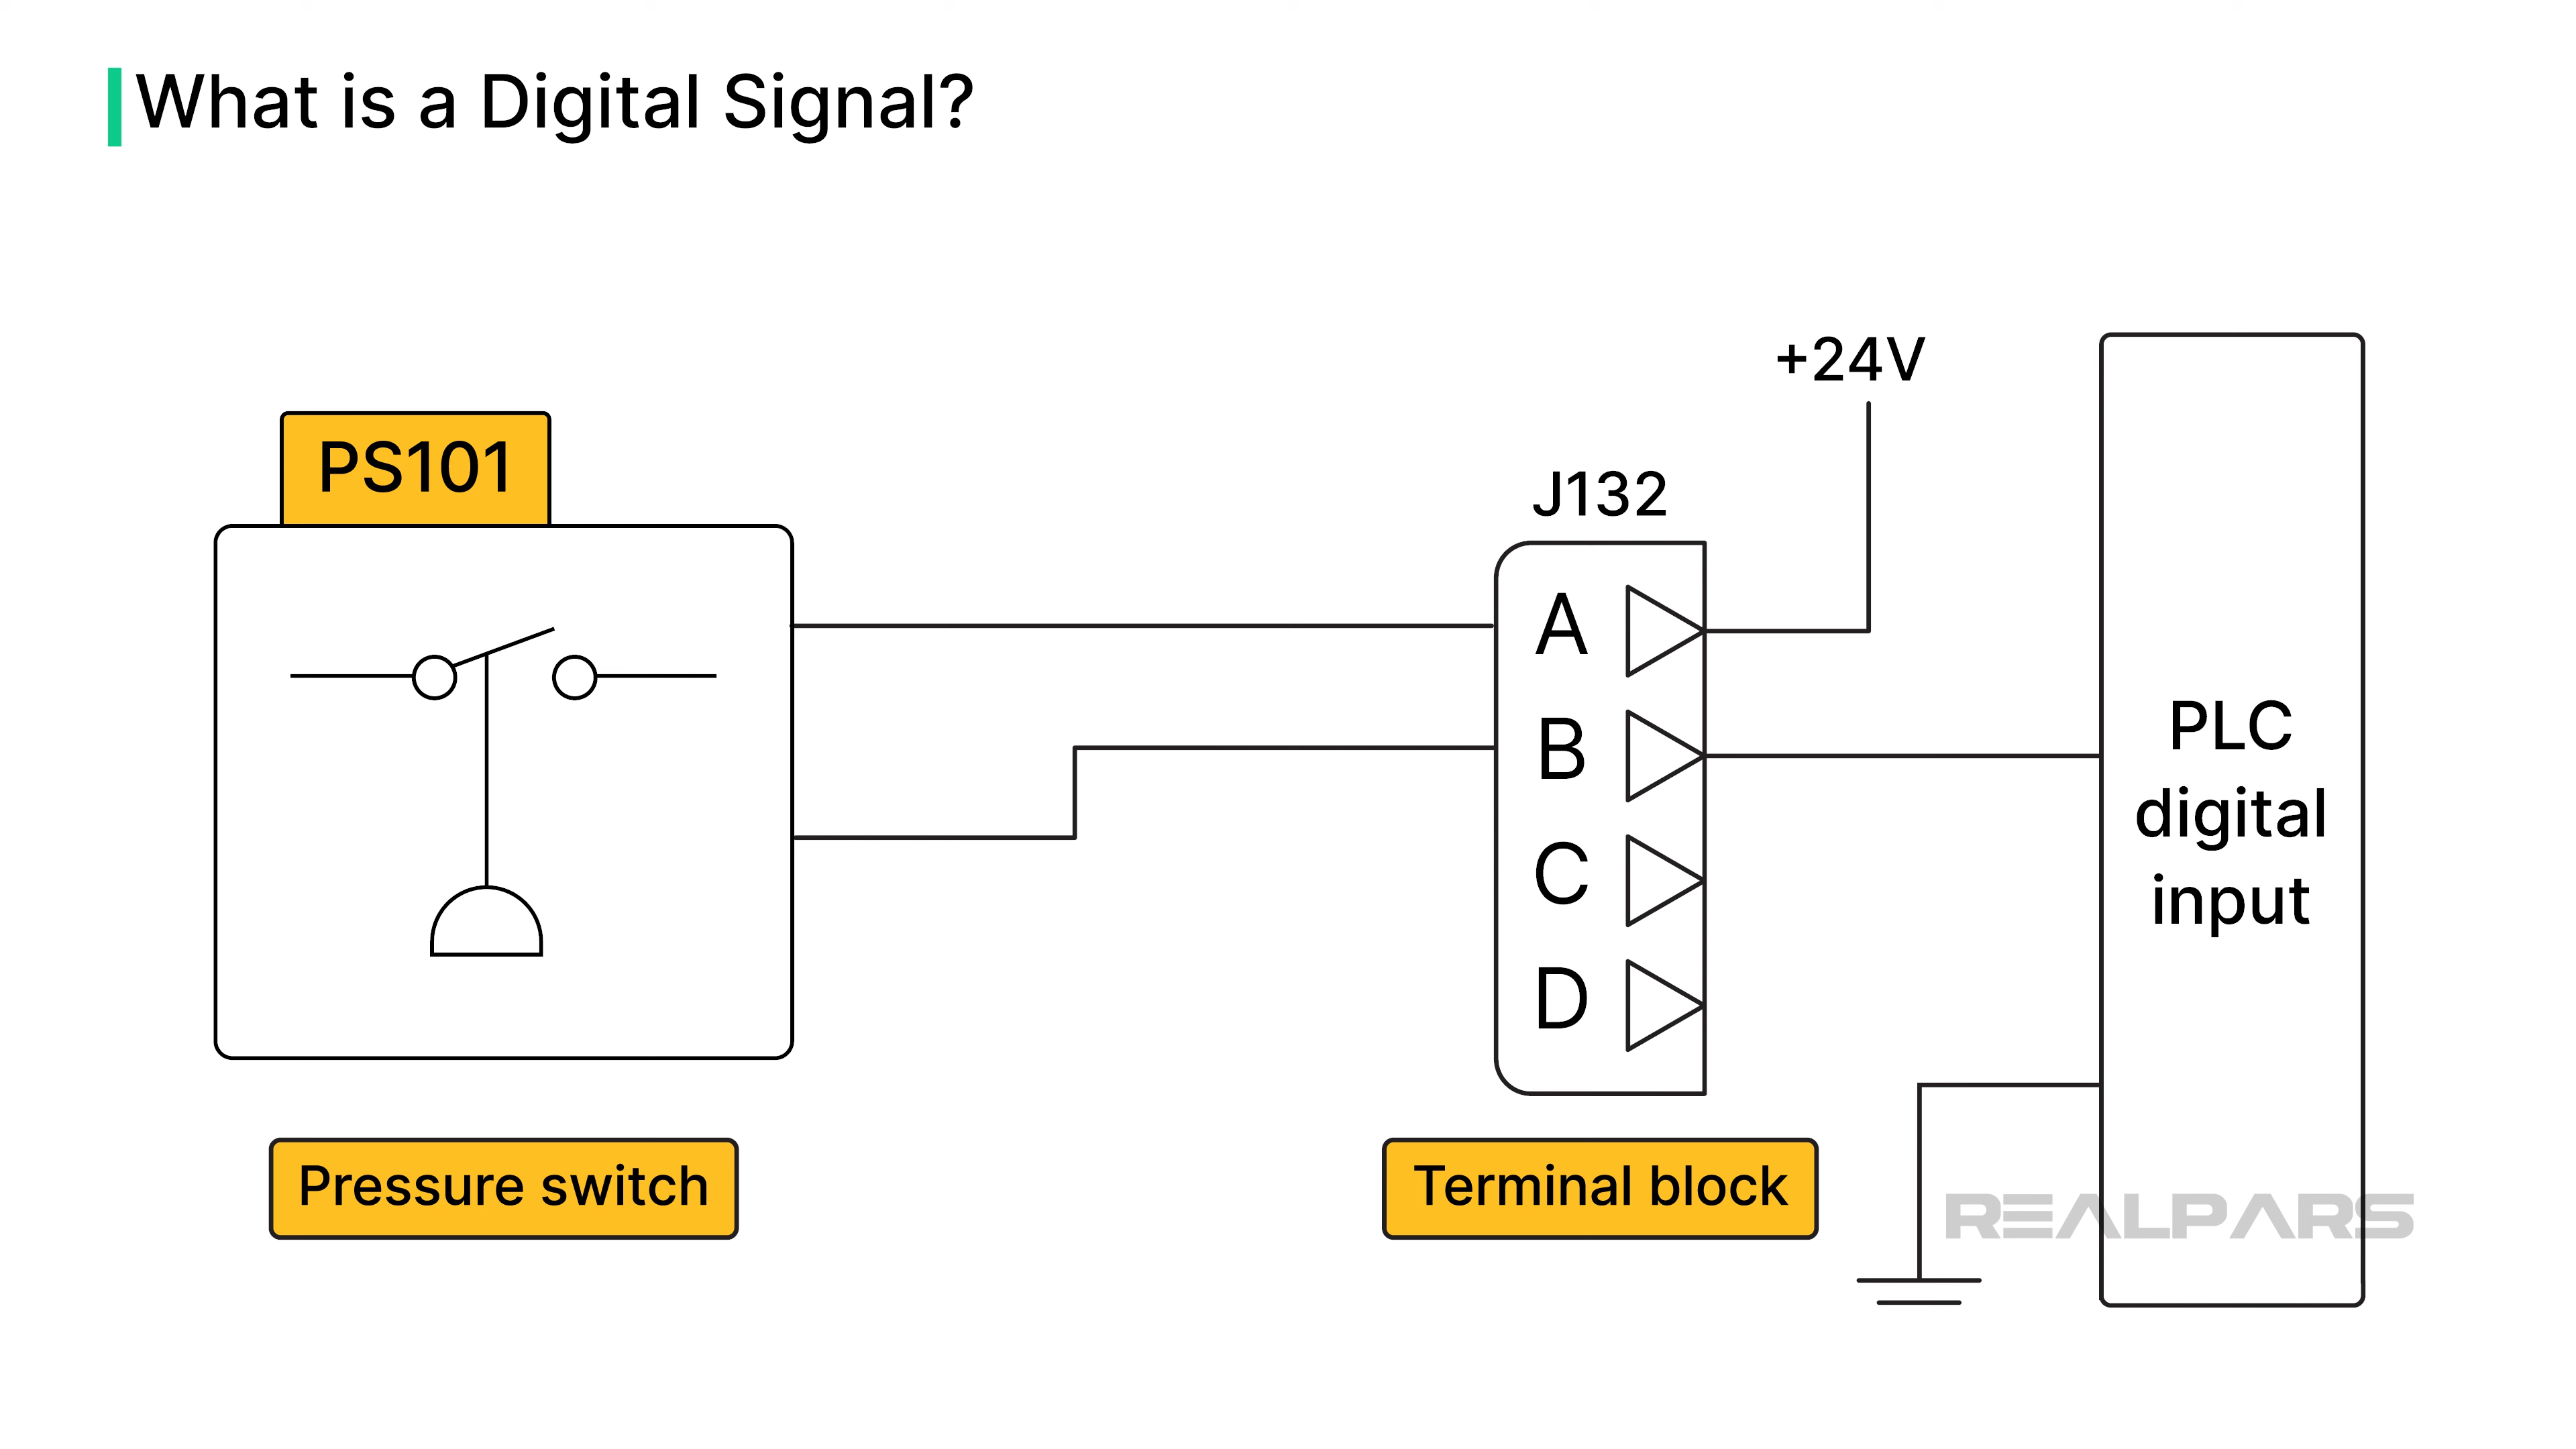 What is a Digital Signal?
+24V
PS101
J132
A
B
C
D
PLC
digital
input
Pressure switch
Terminal block
REALPARS